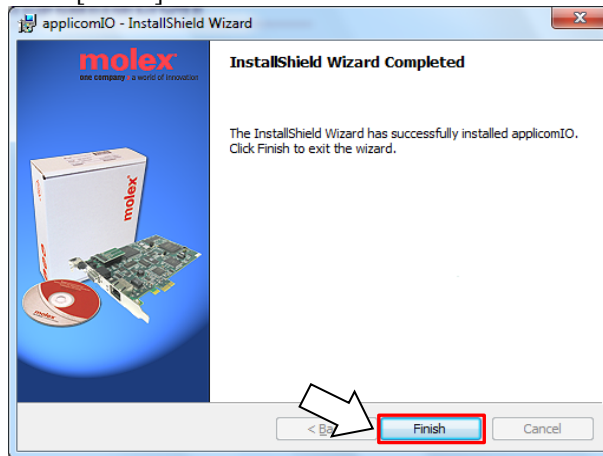 applicomIO - InstallShield Wizard
molex
one company › a world of innovation
InstallShield Wizard Completed
The InstallShield Wizard has successfully installed applicomIO.
Click Finish to exit the wizard.
molex
molex
Finish
Cancel